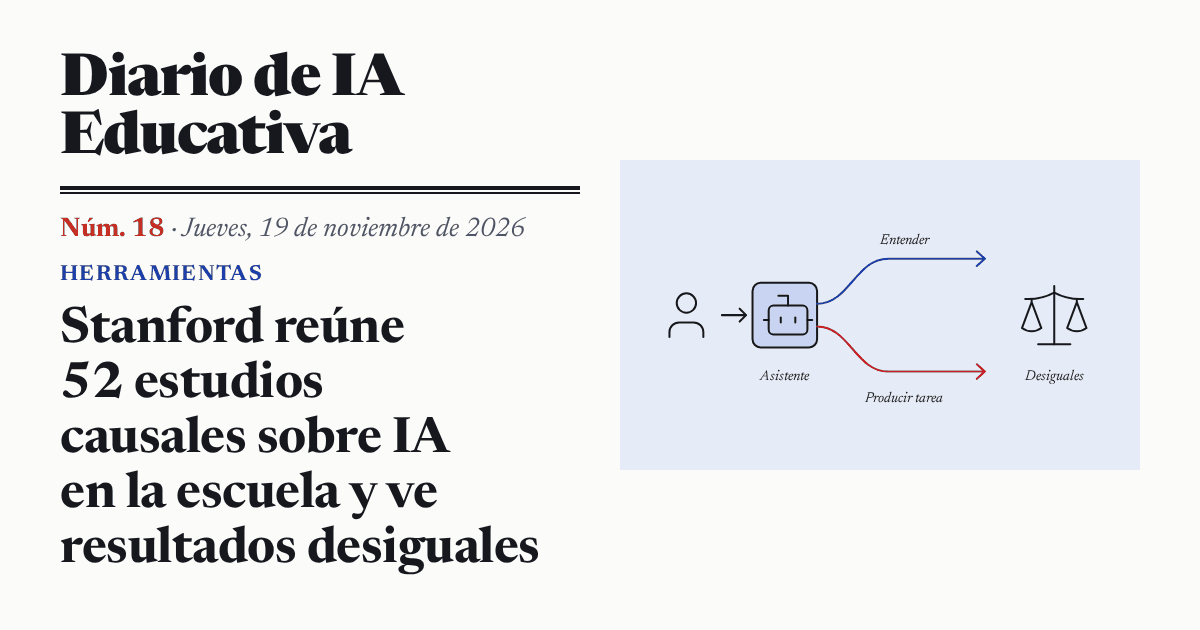 Diario de IA
Educativa
Núm. 18 · Jueves, 19 de noviembre de 2026
HERRAMIENTAS
Stanford reúne
52 estudios
causales sobre IA
en la escuela y ve
resultados desiguales
Entender
Asistente
Producir tarea
Desiguales